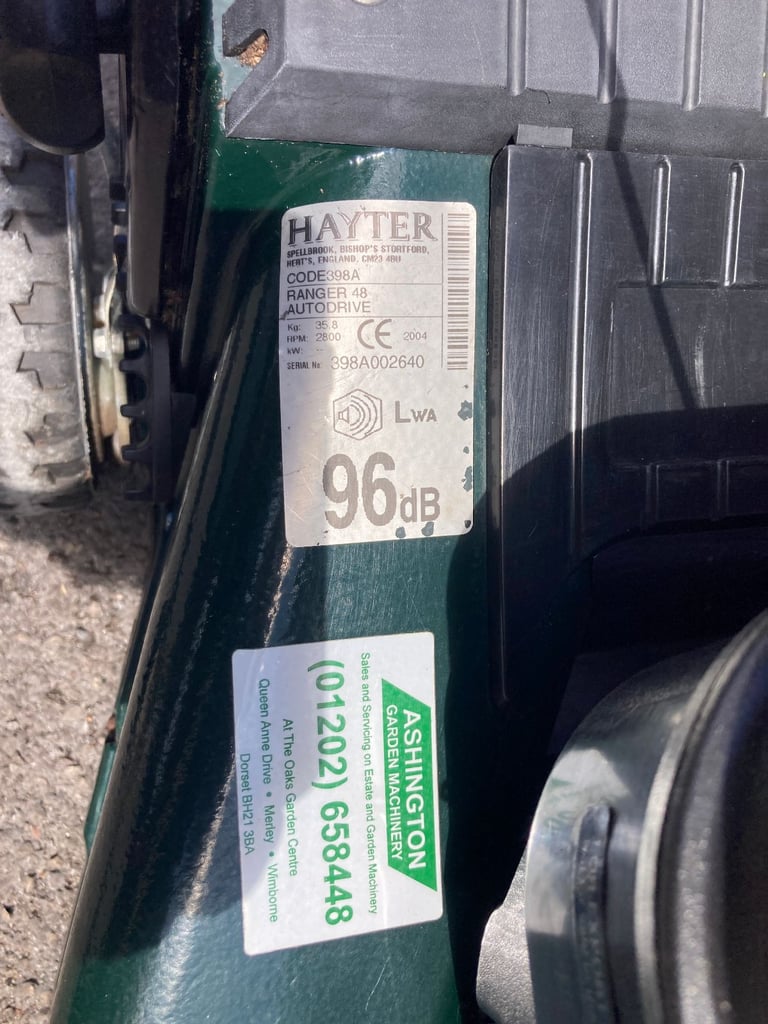 HAYTER
SPELLBROOK, BISHOP'S STORTFORD,
HERT'S, ENGLAND, CM23 4BU
CODE398A
RANGER 48
AUTODRIVE
Kg: 35.8
RPM: 2800 CE 2004
kW: --
SERIAL No 398A002640
LWA
96dB
ASHINGTON
GARDEN MACHINERY
Sales and Servicing on Estate and Garden Machinery
(01202) 658448
At The Oaks Garden Centre
Queen Anne Drive • Merley • Wimborne
Dorset BH21 3BA